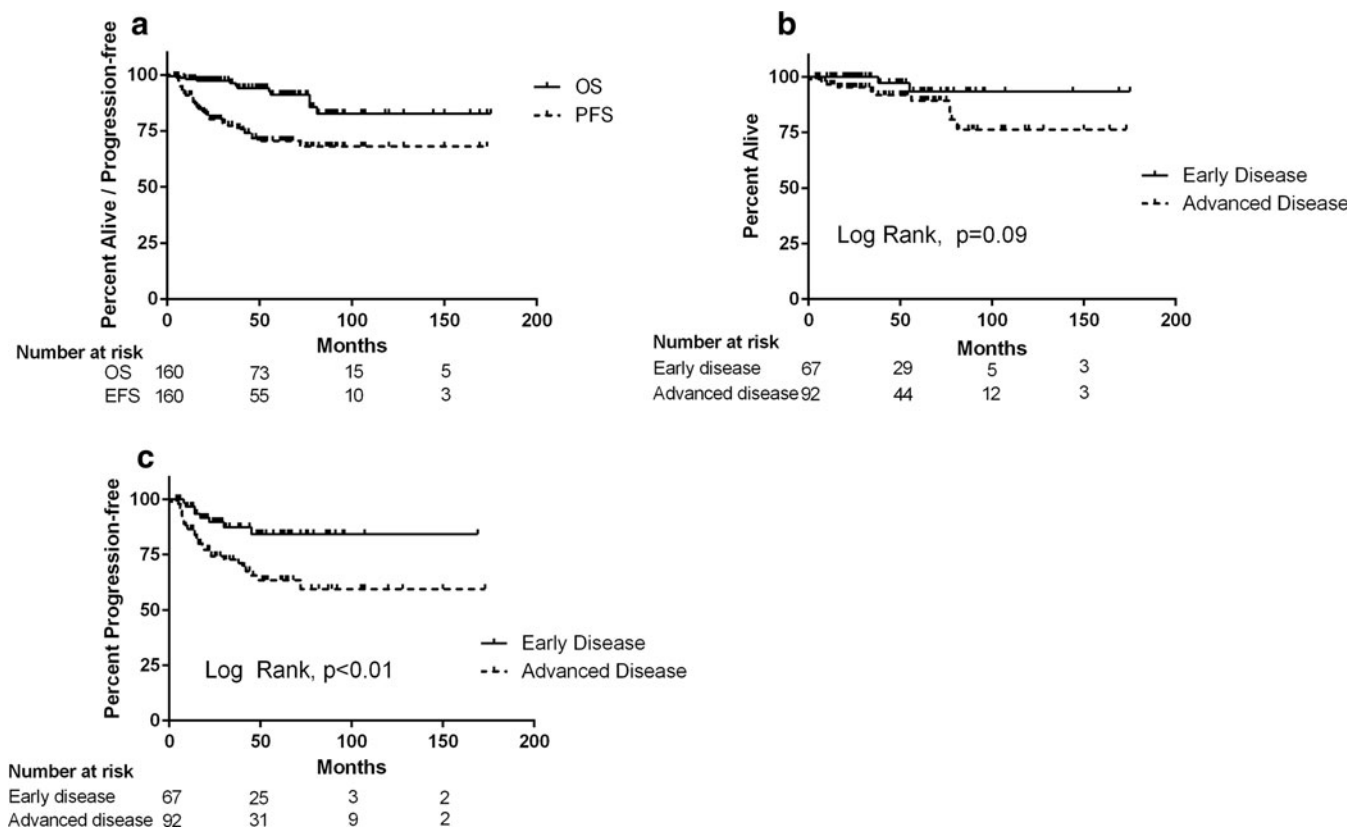 a
Percent Alive / Progression-free
100
75
50
25
0
0 50 100 150 200
Months
OS
PFS
Number at risk
OS 160 73 15 5
EFS 160 55 10 3
b
Percent Alive
100
75
50
25
0
0 50 100 150 200
Months
Early Disease
Advanced Disease
Log Rank, p=0.09
Number at risk
Early disease 67 29 5 3
Advanced disease 92 44 12 3
c
Percent Progression-free
100
75
50
25
0
0 50 100 150 200
Months
Early Disease
Advanced Disease
Log Rank, p<0.01
Number at risk
Early disease 67 25 3 2
Advanced disease 92 31 9 2